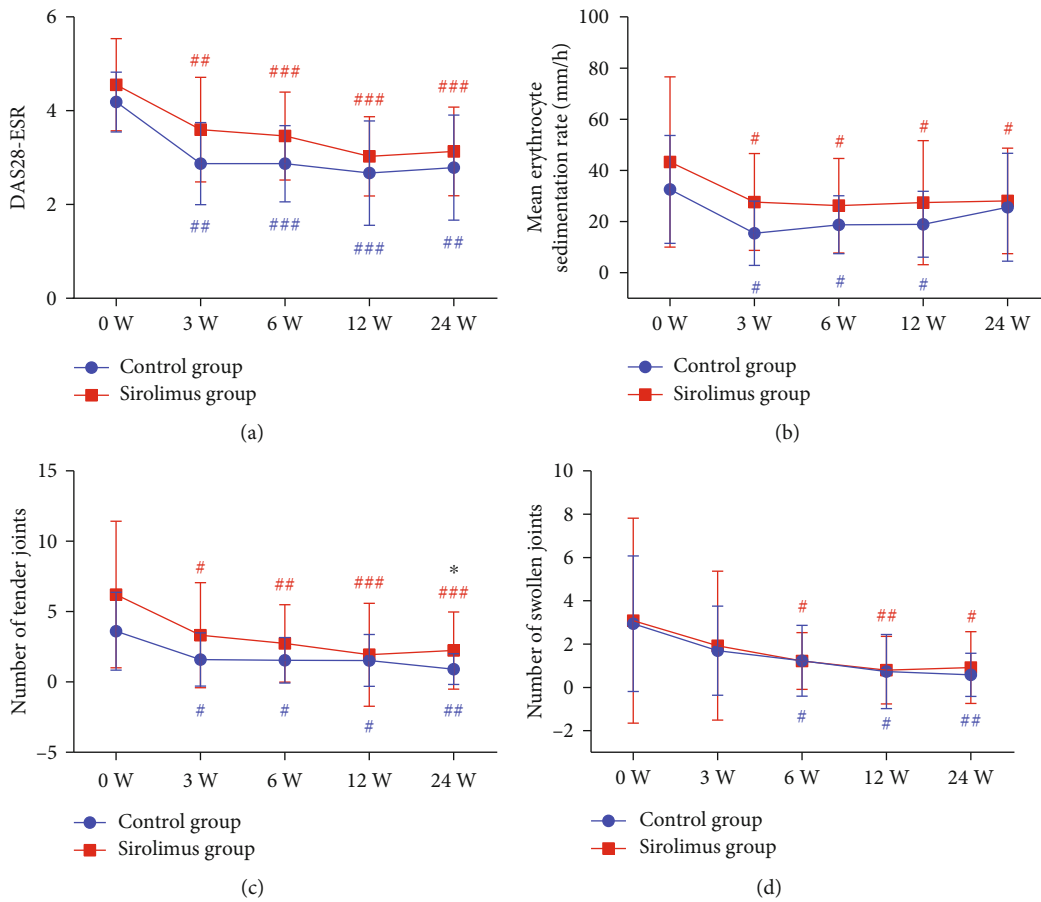 DAS28-ESR
6
4
2
0
##
###
###
###
##
###
###
##
0 W
3 W
6 W
12 W
24 W
Control group
Sirolimus group
(a)
Mean erythrocyte
sedimentation rate (mm/h)
100
80
60
40
20
0
#
#
#
#
#
#
#
0 W
3 W
6 W
12 W
24 W
Control group
Sirolimus group
(b)
Number of tender joints
15
10
5
0
–5
#
##
###
*
###
#
#
#
##
0 W
3 W
6 W
12 W
24 W
Control group
Sirolimus group
(c)
Number of swollen joints
10
8
6
4
2
0
–2
#
##
#
#
#
##
0 W
3 W
6 W
12 W
24 W
Control group
Sirolimus group
(d)